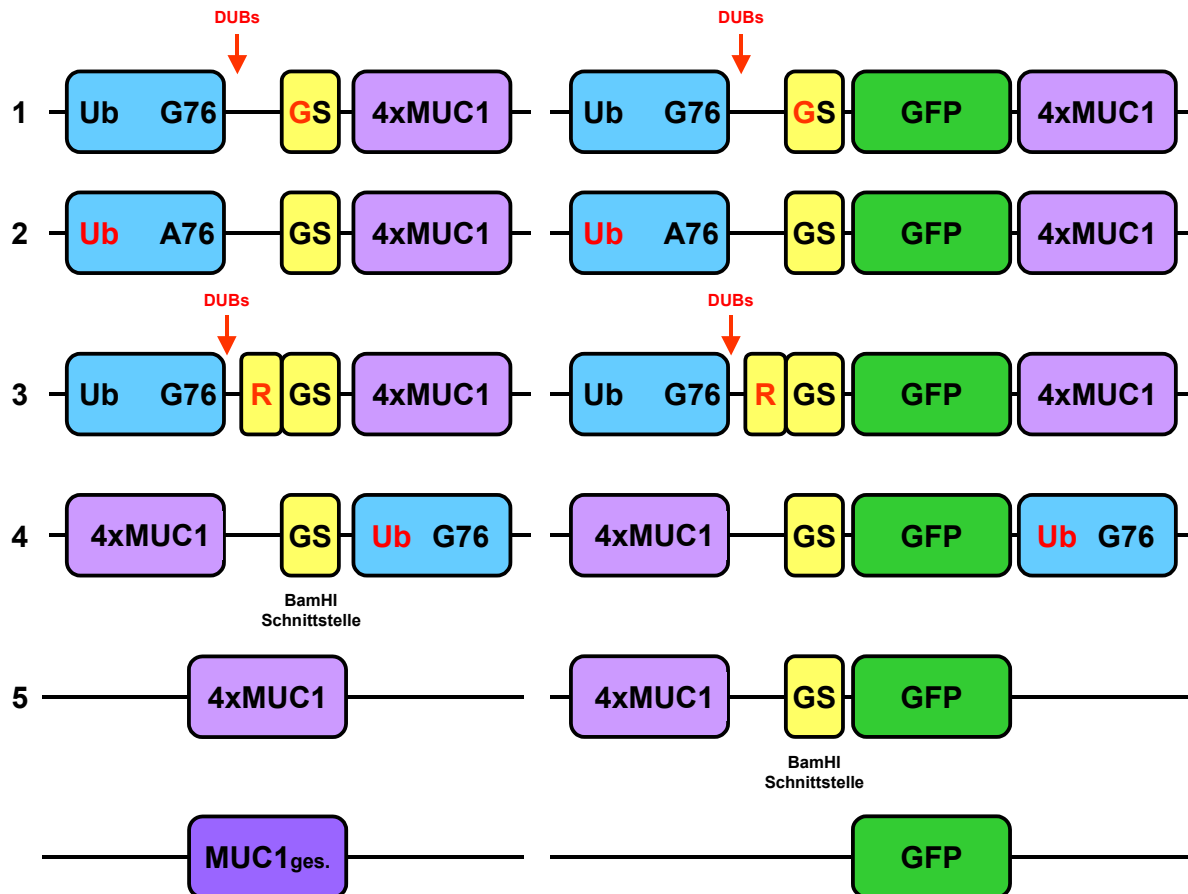 DUBs DUBs
1 Ub G76 GS 4xMUC1 Ub G76 GS GFP 4xMUC1
2 Ub A76 GS 4xMUC1 Ub A76 GS GFP 4xMUC1
DUBs DUBs
3 Ub G76 R GS 4xMUC1 Ub G76 R GS GFP 4xMUC1
4 4xMUC1 GS Ub G76 4xMUC1 GS GFP Ub G76
BamHI
Schnittstelle
5 4xMUC1 4xMUC1 GS GFP
BamHI
Schnittstelle
MUC1ges. GFP